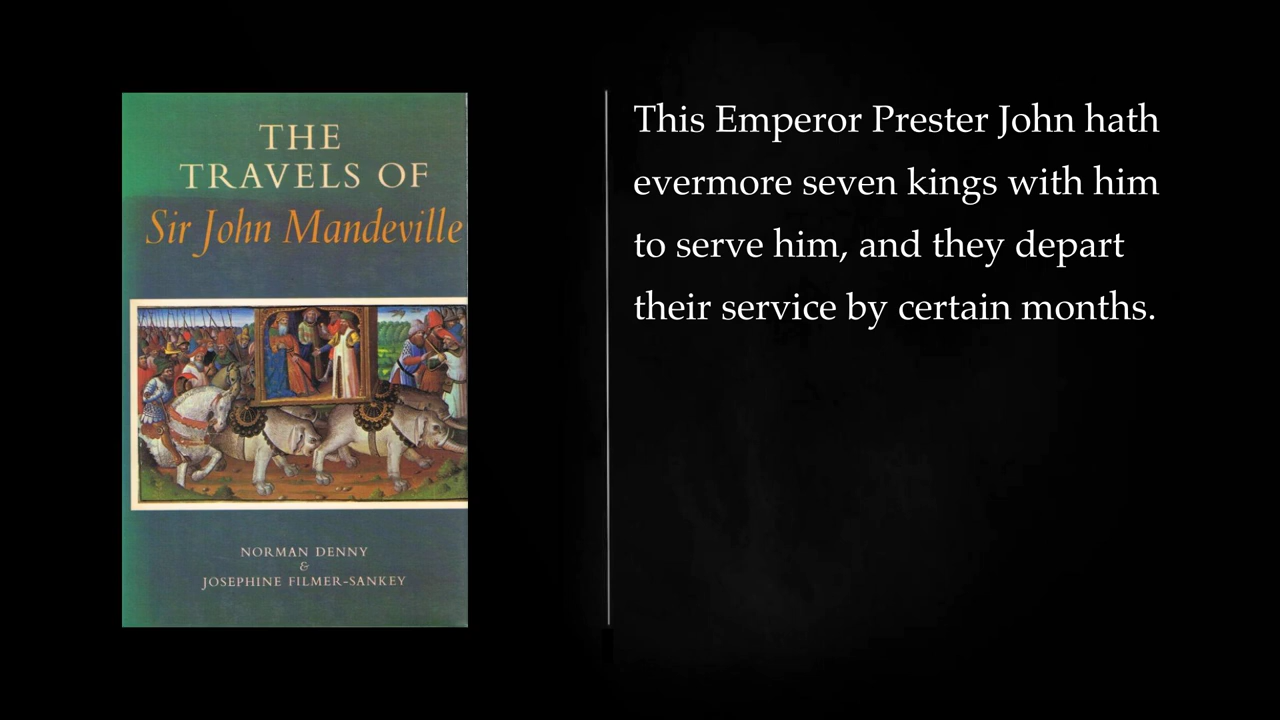 THE
TRAVELS OF
Sir John Mandeville
NORMAN DENNY
&
JOSEPHINE FILMER-SANKEY
This Emperor Prester John hath
evermore seven kings with him
to serve him, and they depart
their service by certain months.